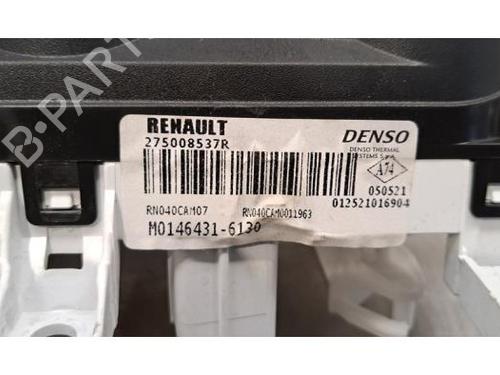 RENAULT
275008537R
DENSO
DENSO THERMAL
SYSTEMS S.p.A.
A74
050521
012521016904
RN040CAM07
RN040CAM0011963
M0146431-6130
B-Parts